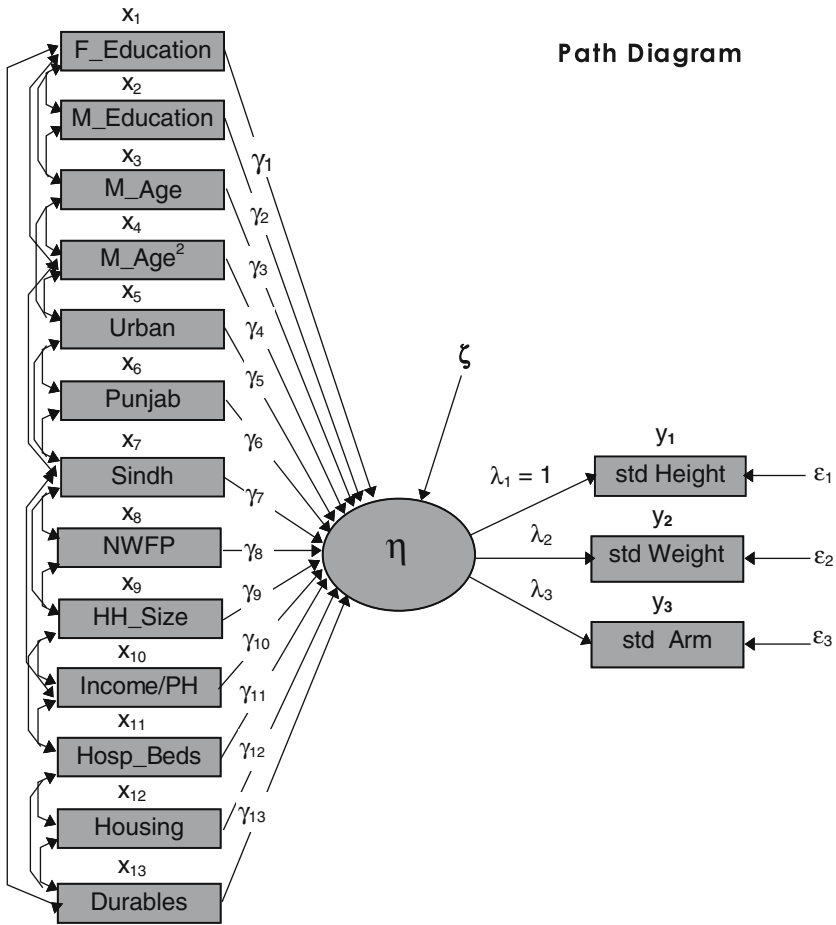 Path Diagram
x₁
F_Education
x₂
M_Education
x₃
M_Age
x₄
M_Age²
x₅
Urban
x₆
Punjab
x₇
Sindh
x₈
NWFP
x₉
HH_Size
x₁₀
Income/PH
x₁₁
Hosp_Beds
x₁₂
Housing
x₁₃
Durables
γ₁
γ₂
γ₃
γ₄
γ₅
γ₆
γ₇
γ₈
γ₉
γ₁₀
γ₁₁
γ₁₂
γ₁₃
ζ
η
λ₁ = 1
λ₂
λ₃
y₁
std Height
ε₁
y₂
std Weight
ε₂
y₃
std Arm
ε₃